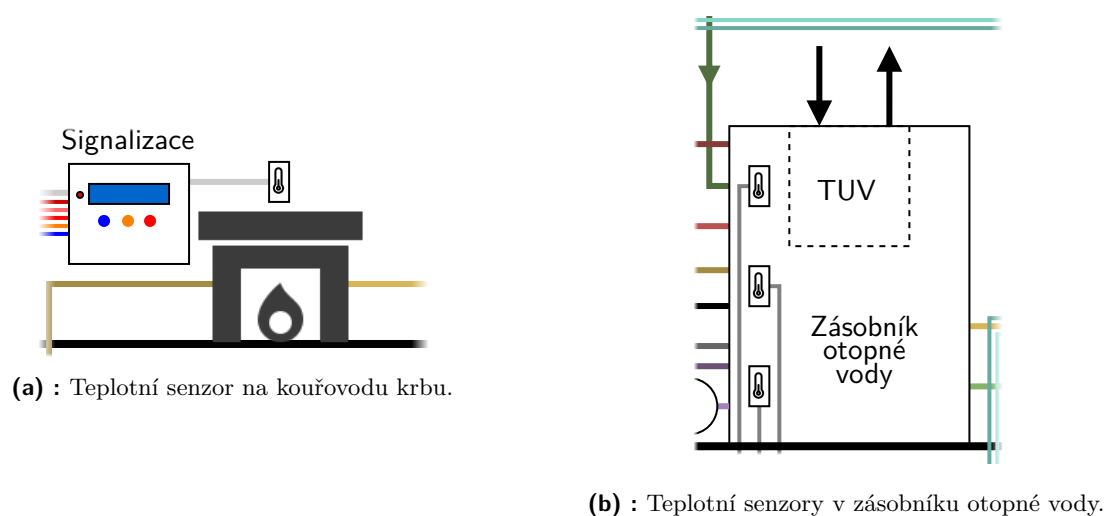 Signalizace
(a) : Teplotní senzor na kouřovodu krbu.
TUV
Zásobník
otopné
vody
(b) : Teplotní senzory v zásobníku otopné vody.